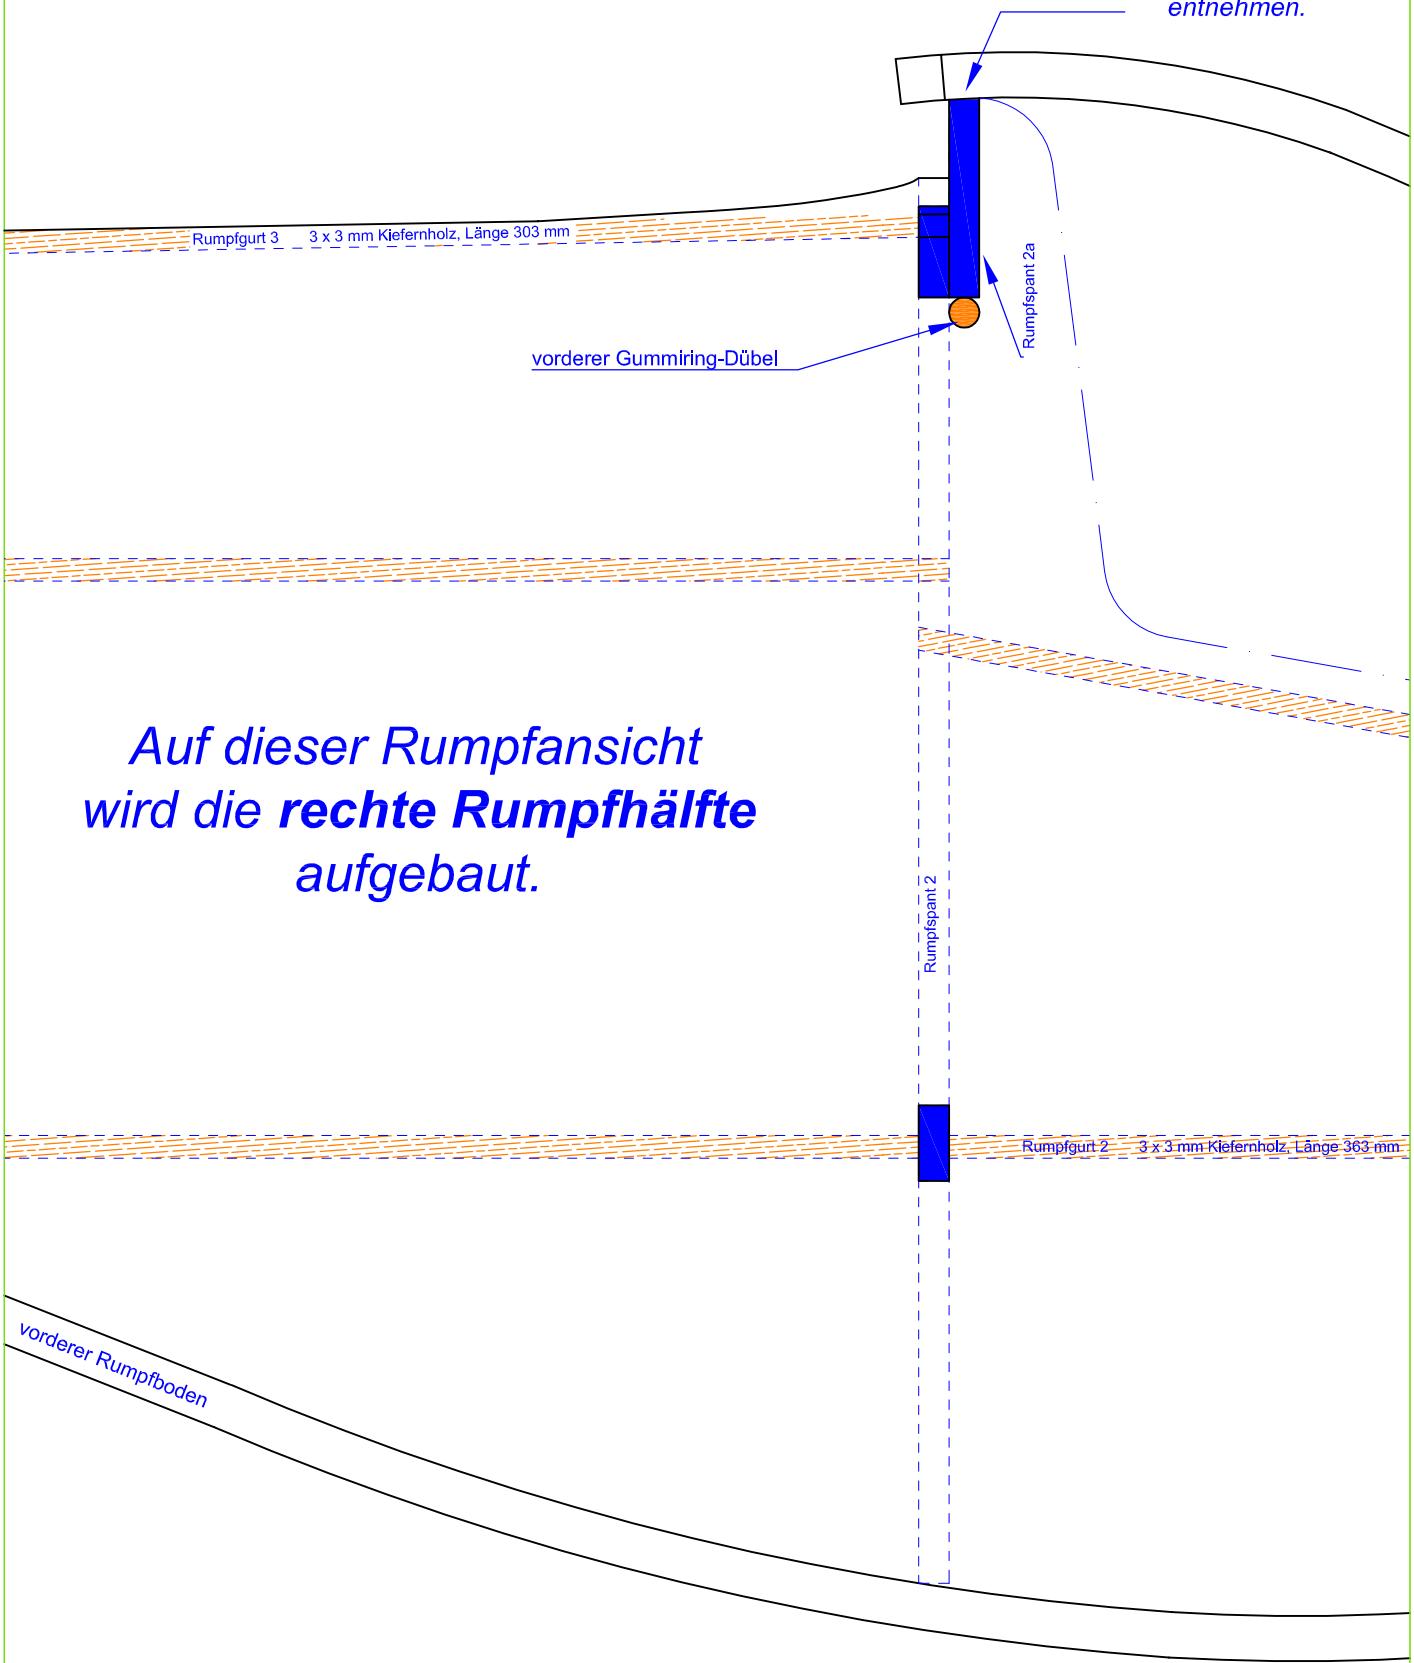 entnehmen.
Rumpfgurt 3 3 x 3 mm Kiefernholz, Länge 303 mm
Rumpfspant 2a
vorderer Gummiring-Dübel
Auf dieser Rumpfansicht
wird die rechte Rumpfhälfte
aufgebaut.
Rumpfspant 2
Rumpfgurt 2 3 x 3 mm Kiefernholz, Länge 363 mm
vorderer Rumpfboden